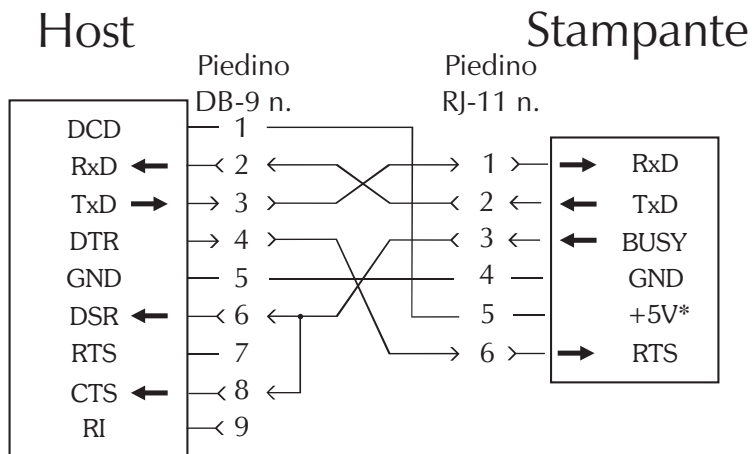 Host
Stampante
Piedino
DB-9 n.
Piedino
RJ-11 n.
DCD 1
RxD 2 1 RxD
TxD 3 2 TxD
DTR 4 3 BUSY
GND 5 4 GND
DSR 6 5 +5V*
RTS 7 6 RTS
CTS 8
RI 9